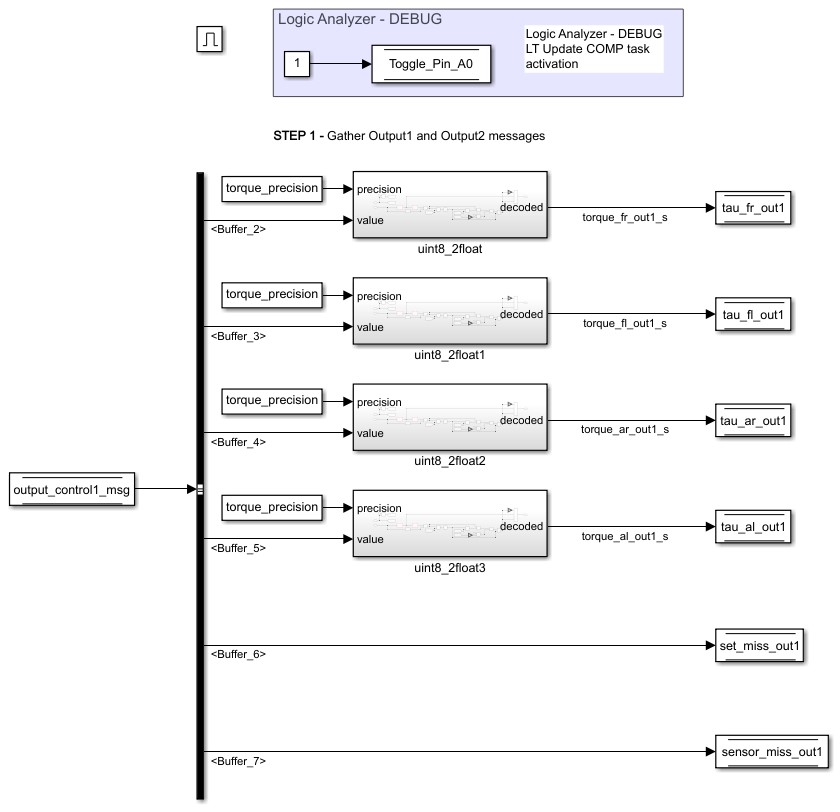 Logic Analyzer - DEBUG
1
Toggle_Pin_A0
Logic Analyzer - DEBUG
LT Update COMP task
activation
STEP 1 - Gather Output1 and Output2 messages
torque_precision
precision
value
decoded
<Buffer_2>
uint8_2float
torque_fr_out1_s
tau_fr_out1
torque_precision
precision
value
decoded
<Buffer_3>
uint8_2float1
torque_fl_out1_s
tau_fl_out1
torque_precision
precision
value
decoded
<Buffer_4>
uint8_2float2
torque_ar_out1_s
tau_ar_out1
output_control1_msg
torque_precision
precision
value
decoded
<Buffer_5>
uint8_2float3
torque_al_out1_s
tau_al_out1
<Buffer_6>
set_miss_out1
<Buffer_7>
sensor_miss_out1